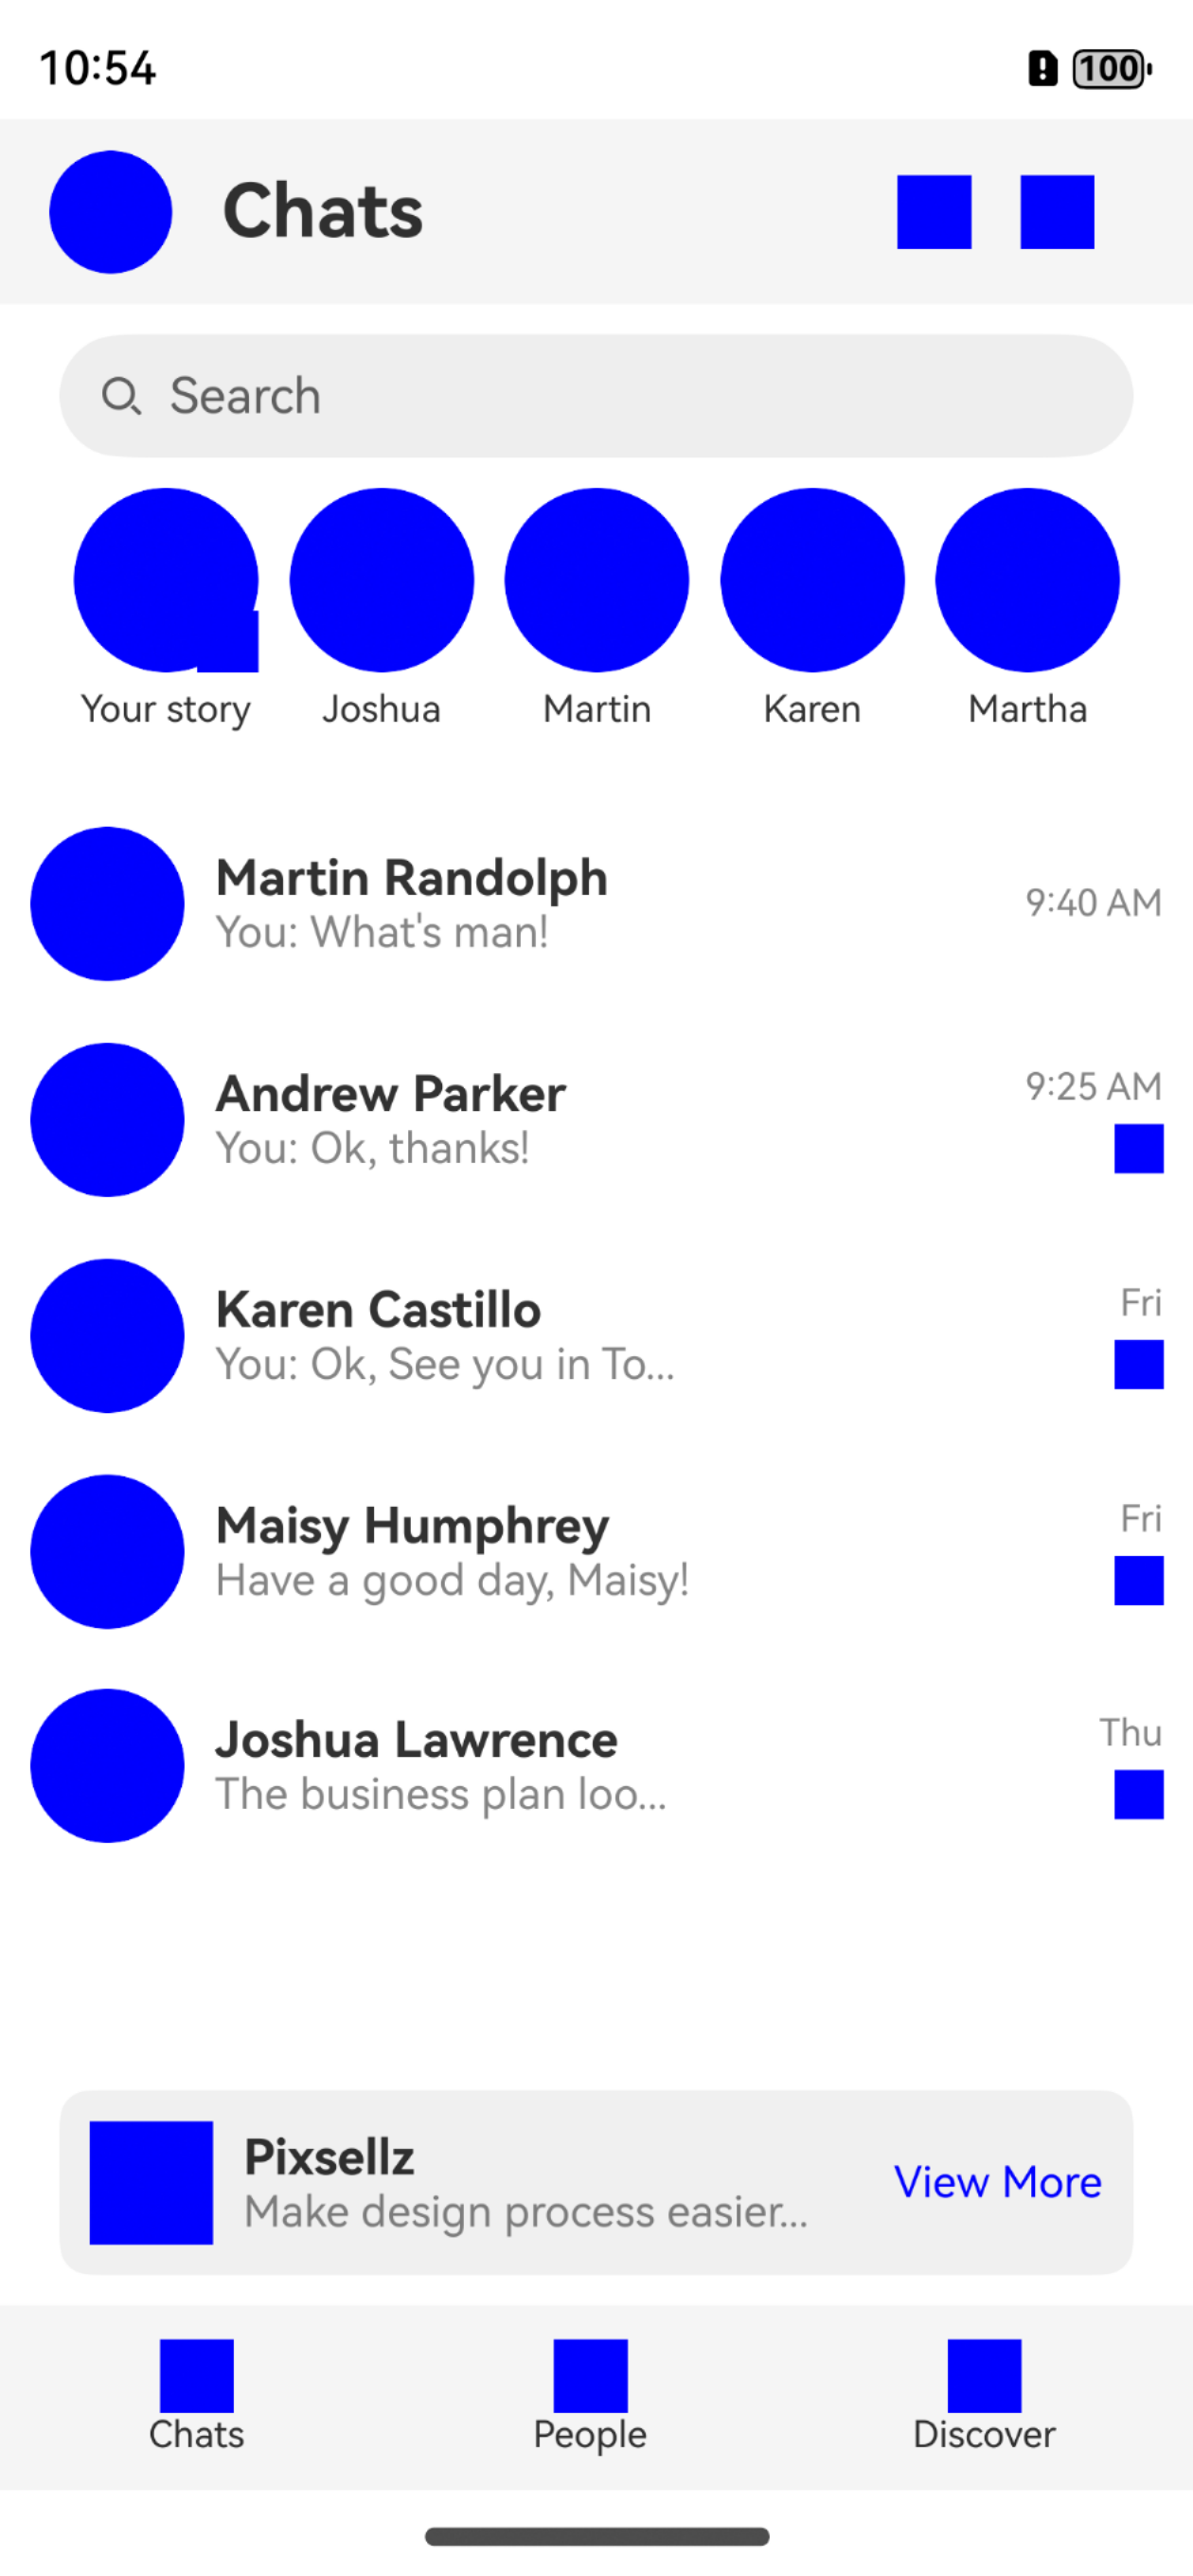 10:54
100
Chats
Search
Your story
Joshua
Martin
Karen
Martha
Martin Randolph
You: What's man!
9:40 AM
Andrew Parker
You: Ok, thanks!
9:25 AM
Karen Castillo
You: Ok, See you in To...
Fri
Maisy Humphrey
Have a good day, Maisy!
Fri
Joshua Lawrence
The business plan loo...
Thu
Pixsellz
Make design process easier...
View More
Chats
People
Discover